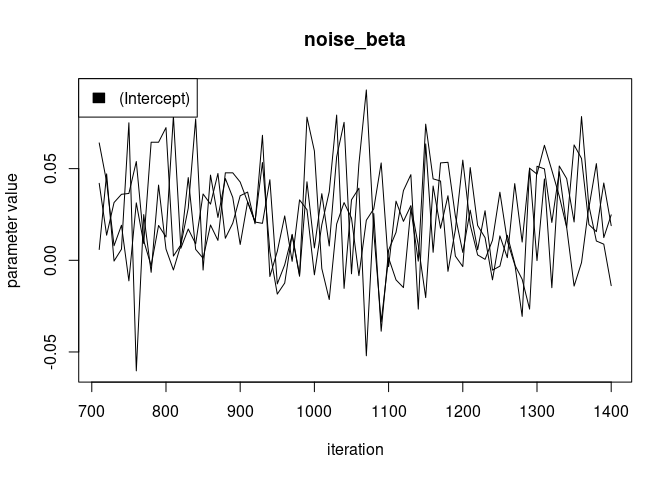 noise_beta
(Intercept)
parameter value
0.05
0.00
-0.05
700 800 900 1000 1100 1200 1300 1400
iteration